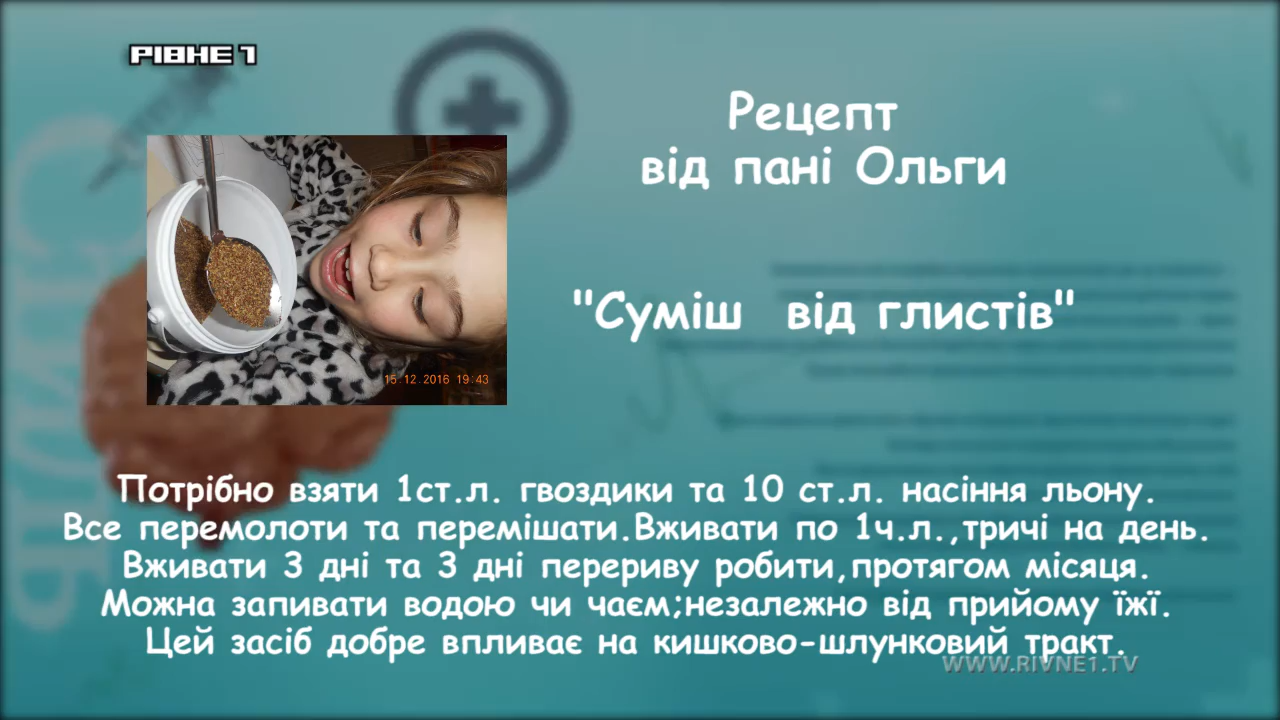 РІВНЕ 1
Рецепт
від пані Ольги
"Суміш від глистів"
15.12.2016 19:43
Потрібно взяти 1ст.л. гвоздики та 10 ст.л. насіння льону.
Все перемолоти та перемішати.Вживати по 1ч.л.,тричі на день.
Вживати 3 дні та 3 дні перериву робити,протягом місяця.
Можна запивати водою чи чаєм;незалежно від прийому їжі.
Цей засіб добре впливає на кишково-шлунковий тракт.
WWW.RIVNE1.TV